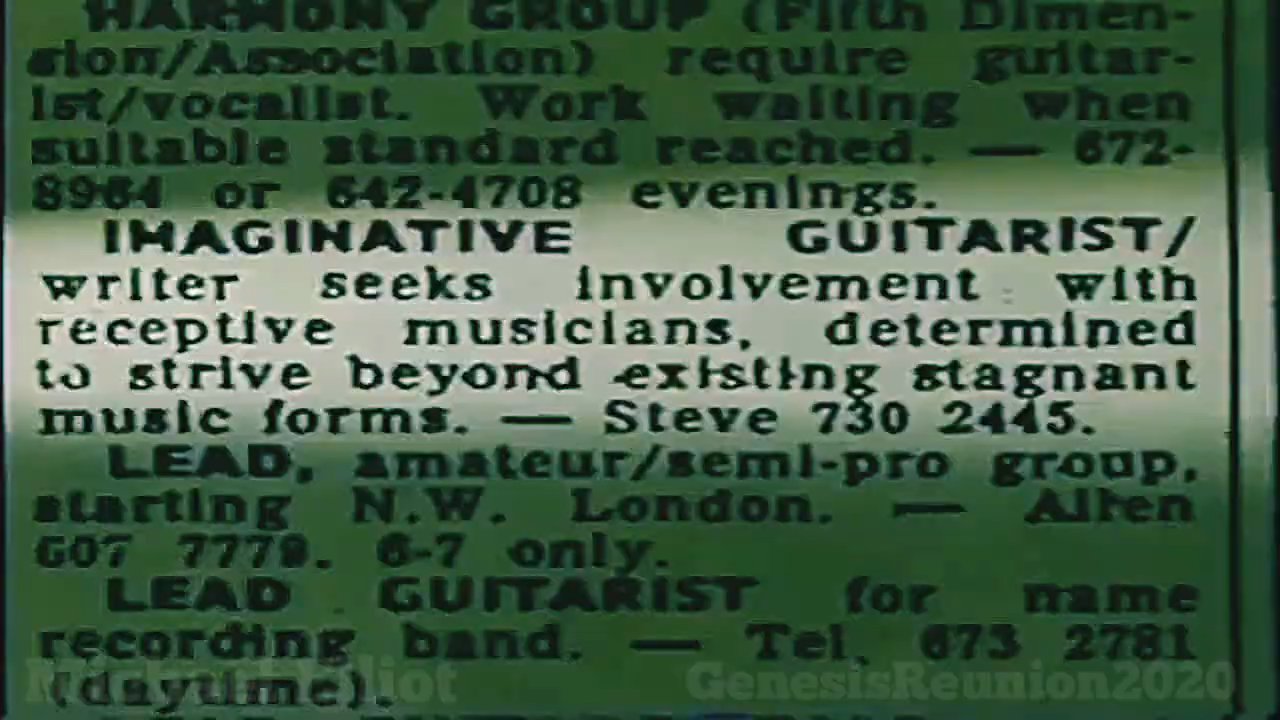 HARMONY GROUP (Fifth Dimen-
sion/Association) require guitar-
ist/vocalist. Work waiting when
suitable standard reached. — 672-
8964 or 642-4708 evenings.
IMAGINATIVE GUITARIST/
writer seeks involvement with
receptive musicians, determined
to strive beyond existing stagnant
music forms. — Steve 730 2445.
LEAD, amateur/semi-pro group,
starting N.W. London. — Allen
607 7779. 6-7 only.
LEAD GUITARIST for name
recording band. — Tel. 673 2781
(daytime).
GenesisReunion2020